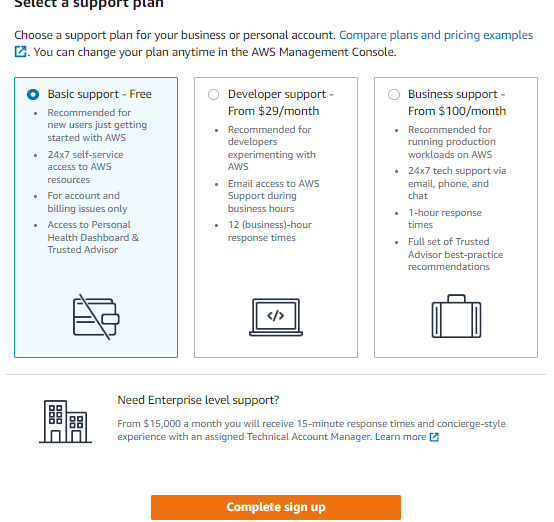 Select a support plan
Choose a support plan for your business or personal account. Compare plans and pricing examples
. You can change your plan anytime in the AWS Management Console.
Basic support - Free
Recommended for
new users just getting
started with AWS
24x7 self-service
access to AWS
resources
For account and
billing issues only
Access to Personal
Health Dashboard &
Trusted Advisor
Developer support -
From $29/month
Recommended for
developers
experimenting with
AWS
Email access to AWS
Support during
business hours
12 (business)-hour
response times
</>
Business support -
From $100/month
Recommended for
running production
workloads on AWS
24x7 tech support via
email, phone, and
chat
1-hour response
times
Full set of Trusted
Advisor best-practice
recommendations
Need Enterprise level support?
From $15,000 a month you will receive 15-minute response times and concierge-style
experience with an assigned Technical Account Manager. Learn more
Complete sign up